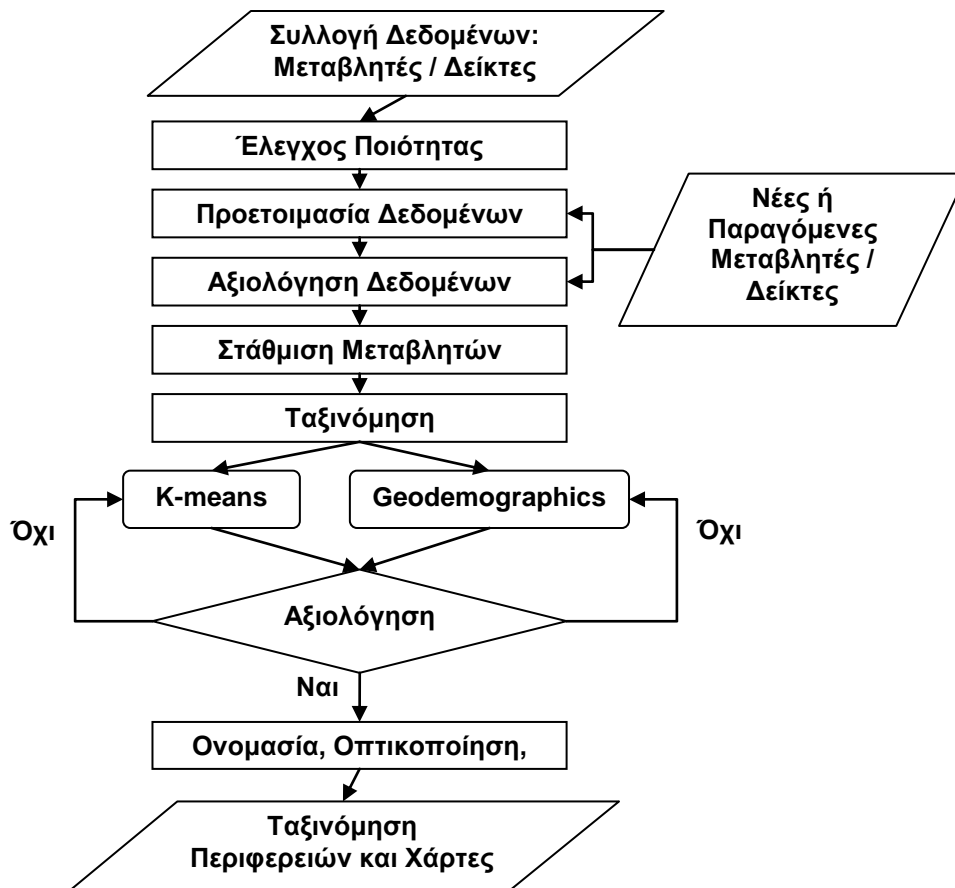 Συλλογή Δεδομένων:
Μεταβλητές / Δείκτες
Έλεγχος Ποιότητας
Προετοιμασία Δεδομένων
Νέες ή
Παραγόμενες
Μεταβλητές /
Δείκτες
Αξιολόγηση Δεδομένων
Στάθμιση Μεταβλητών
Ταξινόμηση
K-means
Geodemographics
Όχι
Όχι
Αξιολόγηση
Ναι
Ονομασία, Οπτικοποίηση,
Ταξινόμηση
Περιφερειών και Χάρτες